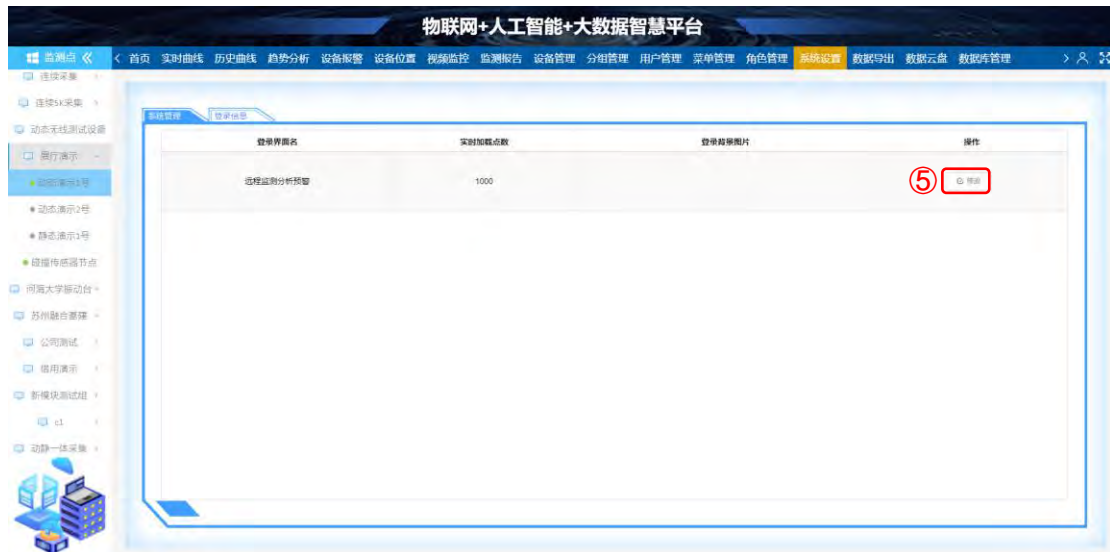 物联网+人工智能+大数据智慧平台
监测点 首页 实时曲线 历史曲线 趋势分析 设备报警 设备位置 视频监控 监测报告 设备管理 分组管理 用户管理 菜单管理 角色管理 系统设置 数据导出 数据云盘 数据库管理
连续采集
连续5K采集
动态无线测试设备
展厅演示
动态演示1号
动态演示2号
静态演示1号
碰撞传感器节点
河海大学振动台
苏州融合基建
公司测试
借用演示
新模块测试组
c1
动静一体采集
系统管理 登录信息
登录界面名 实时加载点数 登录背景图片 操作
远程监测分析预警 1000
⑤